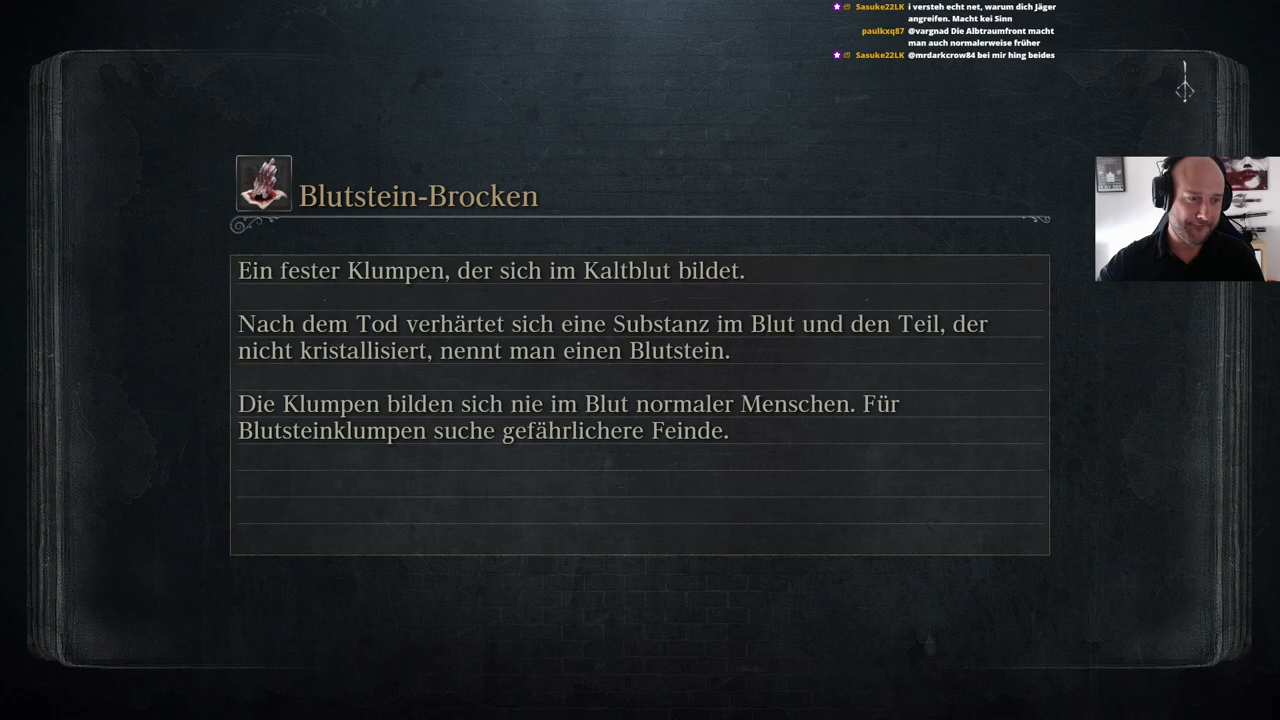 Sasuke22LK i versteh echt net, warum dich Jäger
angreifen. Macht kei Sinn
paulkxq87 @vargnad Die Albtraumfront macht
man auch normalerweise früher
Sasuke22LK @mrdarkcrow84 bei mir hing beides
Blutstein-Brocken
Ein fester Klumpen, der sich im Kaltblut bildet.
Nach dem Tod verhärtet sich eine Substanz im Blut und den Teil, der
nicht kristallisiert, nennt man einen Blutstein.
Die Klumpen bilden sich nie im Blut normaler Menschen. Für
Blutsteinklumpen suche gefährlichere Feinde.